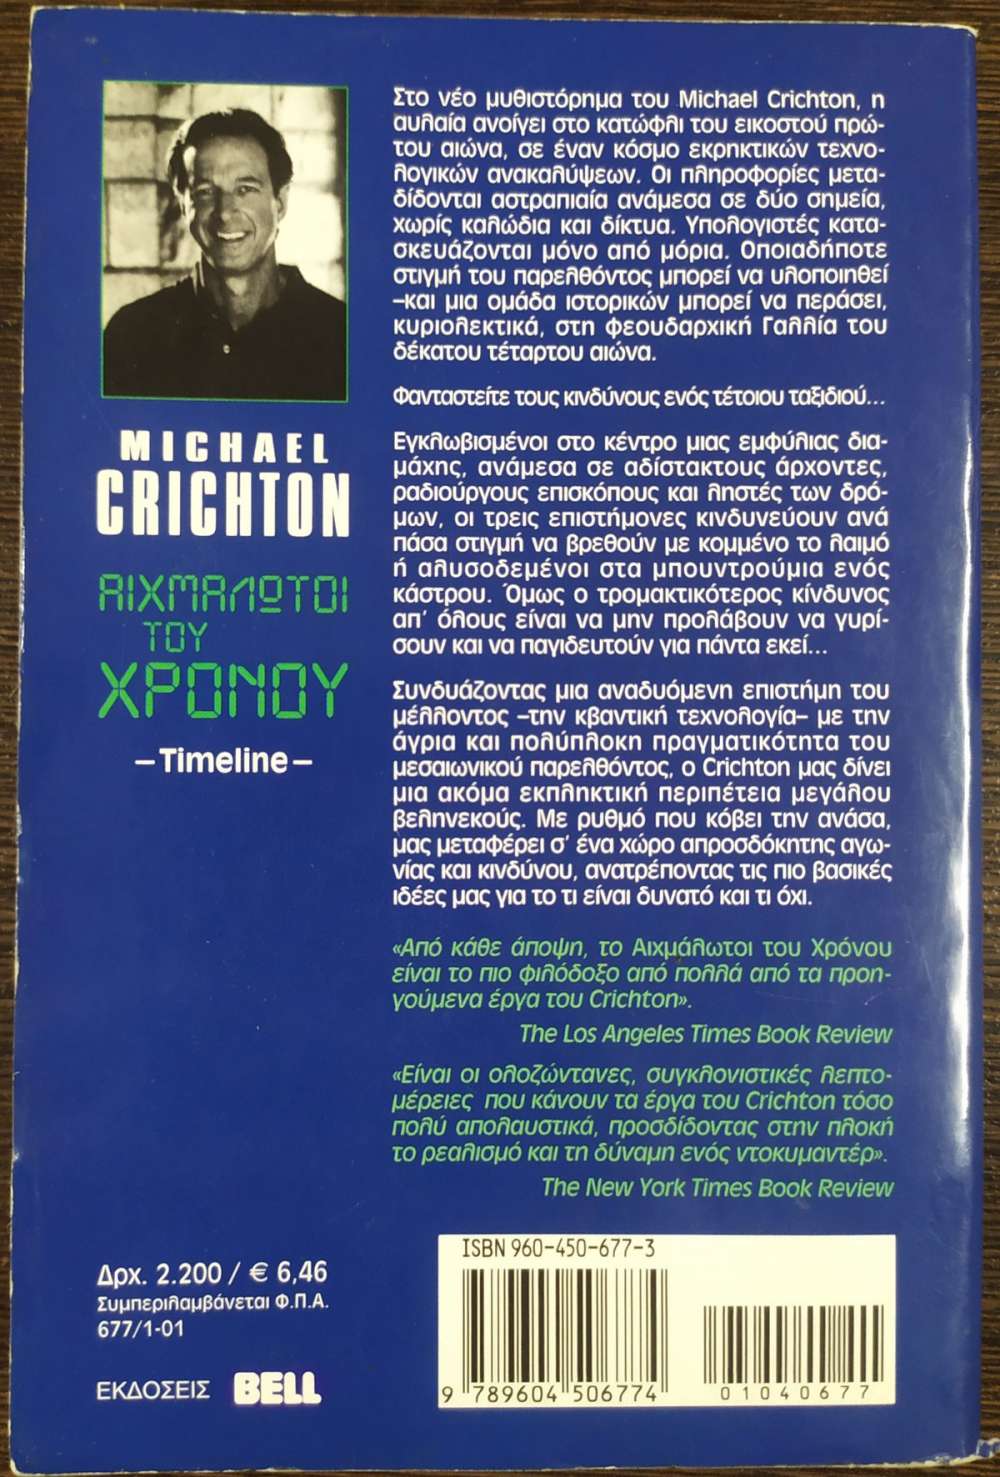 Στο νέο μυθιστόρημα του Michael Crichton, η
αυλαία ανοίγει στο κατώφλι του εικοστού πρώ-
του αιώνα, σε έναν κόσμο εκρηκτικών τεχνο-
λογικών ανακαλύψεων. Οι πληροφορίες μετα-
δίδονται αστραπιαία ανάμεσα σε δύο σημεία,
χωρίς καλώδια και δίκτυα. Υπολογιστές κατα-
σκευάζονται μόνο από μόρια. Οποιαδήποτε
στιγμή του παρελθόντος μπορεί να υλοποιηθεί
–και μια ομάδα ιστορικών μπορεί να περάσει,
κυριολεκτικά, στη φεουδαρχική Γαλλία του
δέκατου τέταρτου αιώνα.
Φανταστείτε τους κινδύνους ενός τέτοιου ταξιδιού...
Εγκλωβισμένοι στο κέντρο μιας εμφύλιας δια-
μάχης, ανάμεσα σε αδίστακτους άρχοντες,
ραδιούργους επισκόπους και ληστές των δρό-
μων, οι τρεις επιστήμονες κινδυνεύουν ανά
πάσα στιγμή να βρεθούν με κομμένο το λαιμό
ή αλυσοδεμένοι στα μπουντρούμια ενός
κάστρου. Όμως ο τρομακτικότερος κίνδυνος
απ' όλους είναι να μην προλάβουν να γυρί-
σουν και να παγιδευτούν για πάντα εκεί...
Συνδυάζοντας μια αναδυόμενη επιστήμη του
μέλλοντος –την κβαντική τεχνολογία– με την
άγρια και πολύπλοκη πραγματικότητα του
μεσαιωνικού παρελθόντος, ο Crichton μας δίνει
μια ακόμα εκπληκτική περιπέτεια μεγάλου
βεληνεκούς. Με ρυθμό που κόβει την ανάσα,
μας μεταφέρει σ' ένα χώρο απροσδόκητης αγω-
νίας και κινδύνου, ανατρέποντας τις πιο βασικές
ιδέες μας για το τι είναι δυνατό και τι όχι.
«Από κάθε άποψη, το Αιχμάλωτοι του Χρόνου
είναι το πιο φιλόδοξο από πολλά από τα προη-
γούμενα έργα του Crichton».
The Los Angeles Times Book Review
«Είναι οι ολοζώντανες, συγκλονιστικές λεπτο-
μέρειες που κάνουν τα έργα του Crichton τόσο
πολύ απολαυστικά, προσδίδοντας στην πλοκή
το ρεαλισμό και τη δύναμη ενός ντοκυμαντέρ».
The New York Times Book Review
MICHAEL
CRICHTON
ΑΙΧΜΑΛΩΤΟΙ
ΤΟΥ
ΧΡΟΝΟΥ
– Timeline –
Δρχ. 2.200 / € 6,46
Συμπεριλαμβάνεται Φ.Π.Α.
677/1-01
ΕΚΔΟΣΕΙΣ BELL
ISBN 960-450-677-3
9 789604 506774
01040677